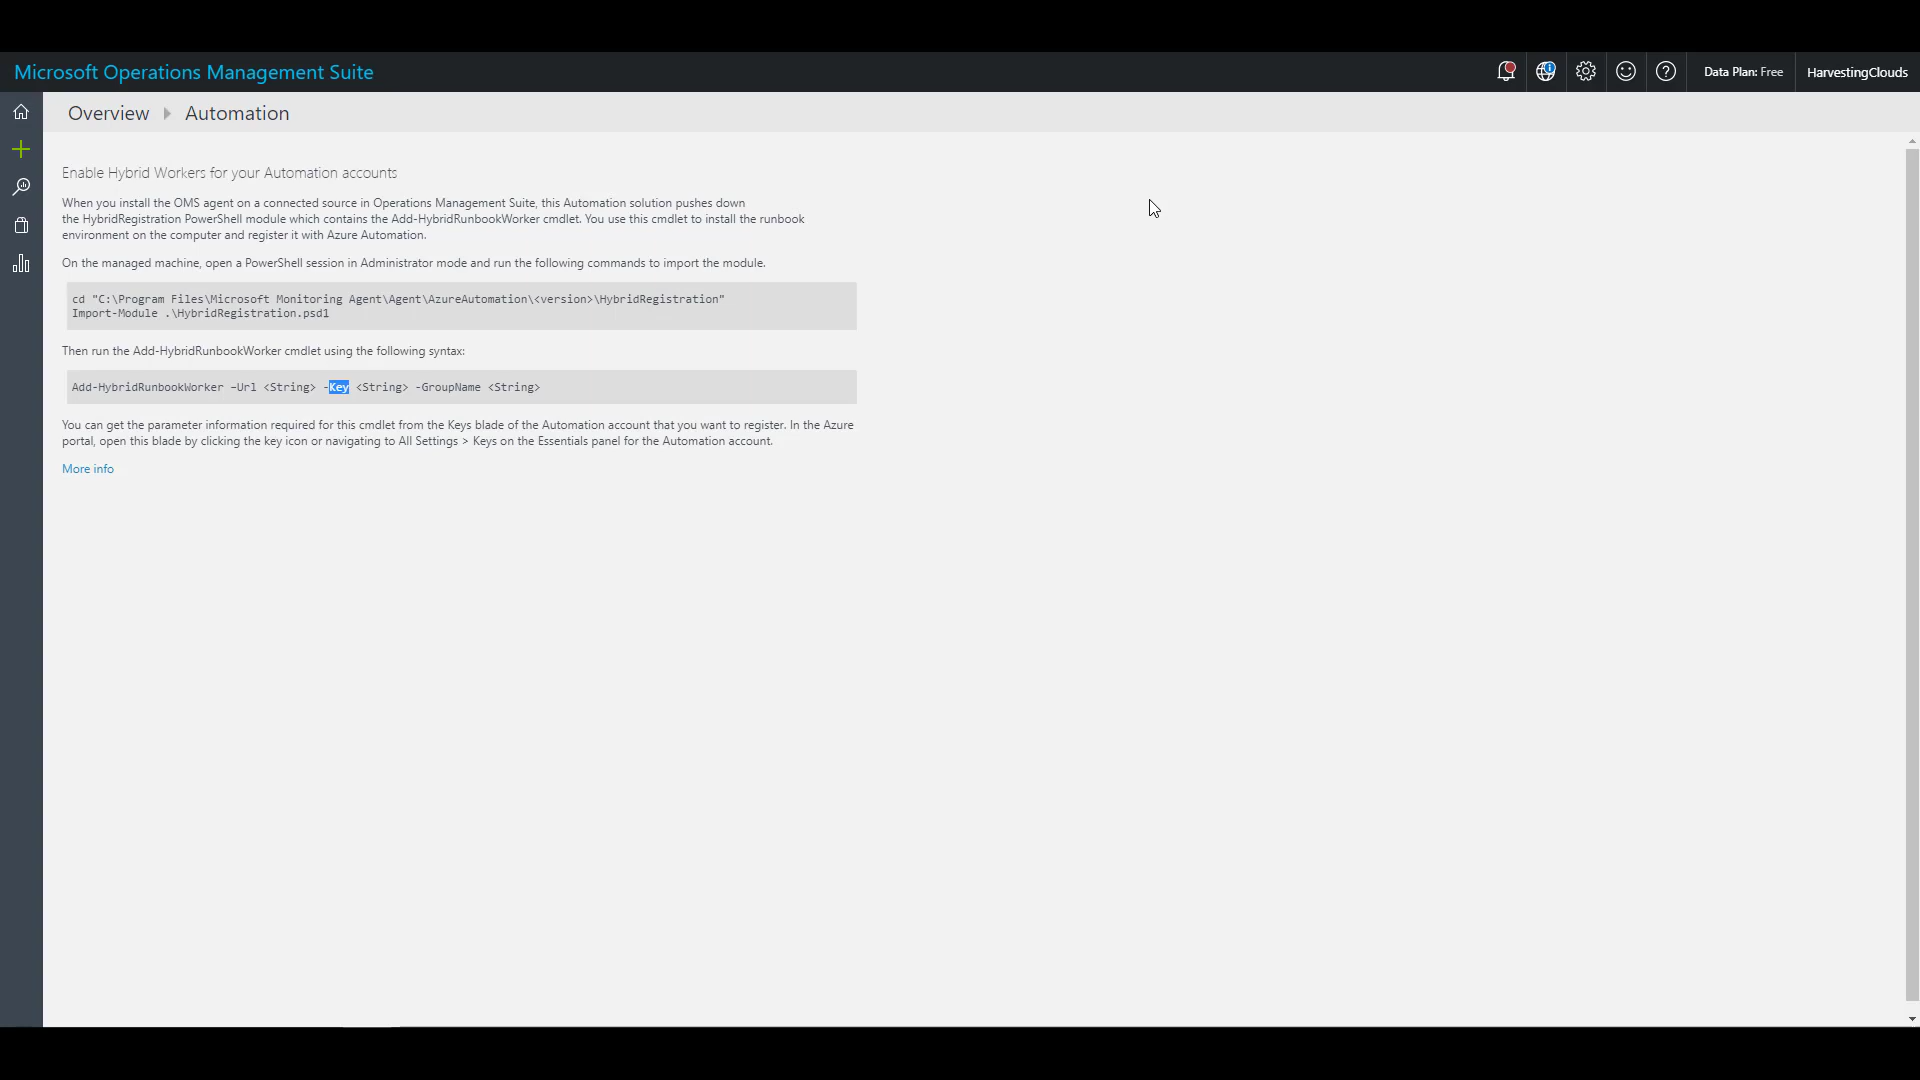 Microsoft Operations Management Suite
Data Plan: Free
HarvestingClouds
Overview
Automation
Enable Hybrid Workers for your Automation accounts
When you install the OMS agent on a connected source in Operations Management Suite, this Automation solution pushes down
the HybridRegistration PowerShell module which contains the Add-HybridRunbookWorker cmdlet. You use this cmdlet to install the runbook
environment on the computer and register it with Azure Automation.
On the managed machine, open a PowerShell session in Administrator mode and run the following commands to import the module.
cd "C:\Program Files\Microsoft Monitoring Agent\Agent\AzureAutomation\<version>\HybridRegistration"
Import-Module .\HybridRegistration.psd1
Then run the Add-HybridRunbookWorker cmdlet using the following syntax:
Add-HybridRunbookWorker –Url <String> -Key <String> -GroupName <String>
You can get the parameter information required for this cmdlet from the Keys blade of the Automation account that you want to register. In the Azure
portal, open this blade by clicking the key icon or navigating to All Settings > Keys on the Essentials panel for the Automation account.
More info